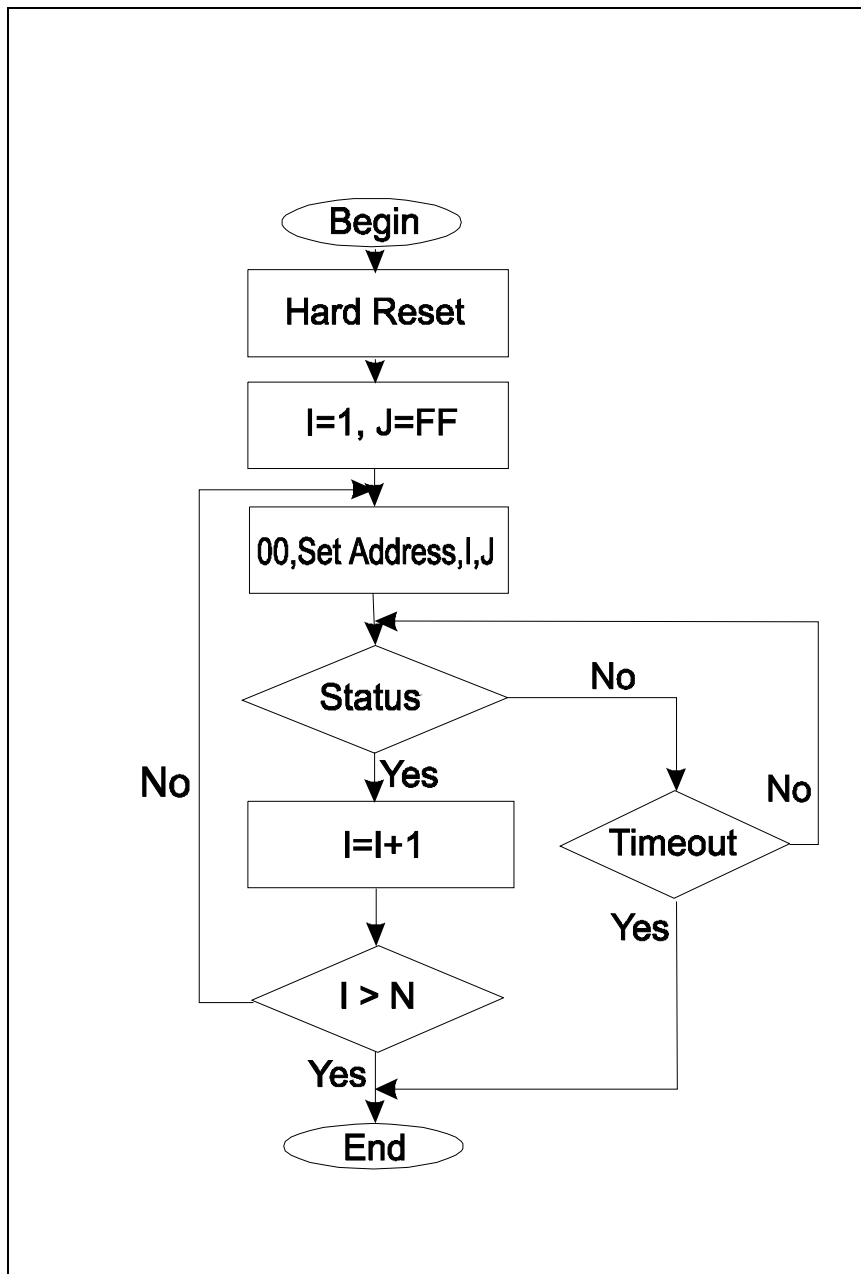 Begin
Hard Reset
I=1, J=FF
00,Set Address,I,J
Status
No
Yes
No
No
I=I+1
Timeout
Yes
I > N
Yes
End